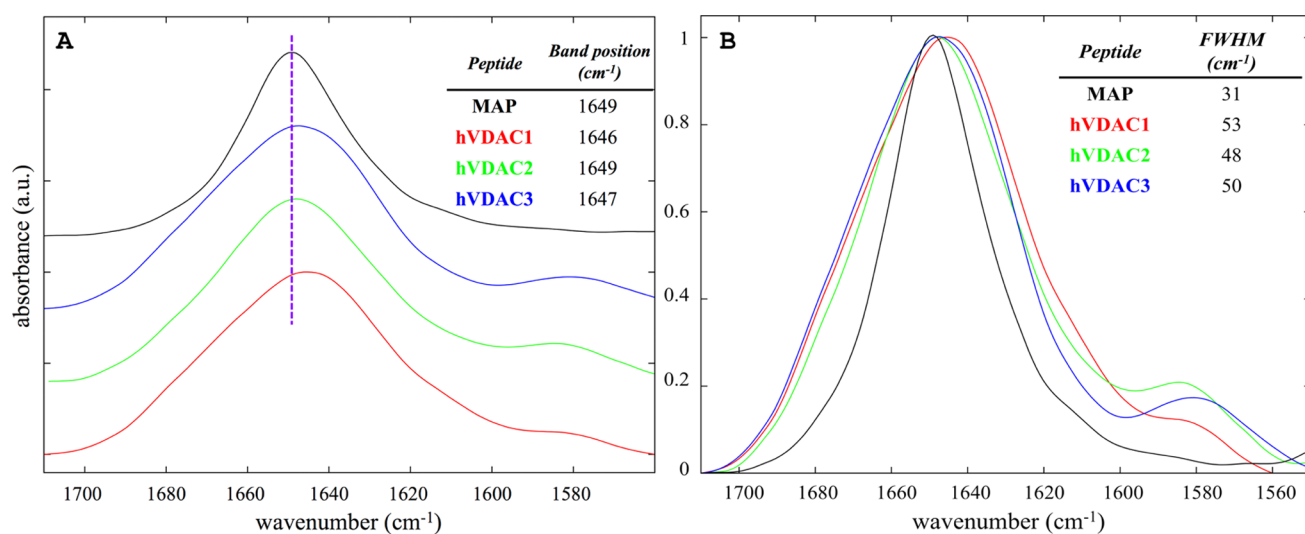 A
Peptide Band position
(cm-1)
MAP 1649
hVDAC1 1646
hVDAC2 1649
hVDAC3 1647
absorbance (a.u.)
1700 1680 1660 1640 1620 1600 1580
wavenumber (cm-1)
B
Peptide FWHM
(cm-1)
MAP 31
hVDAC1 53
hVDAC2 48
hVDAC3 50
1
0.8
0.6
0.4
0.2
0
1700 1680 1660 1640 1620 1600 1580 1560
wavenumber (cm-1)